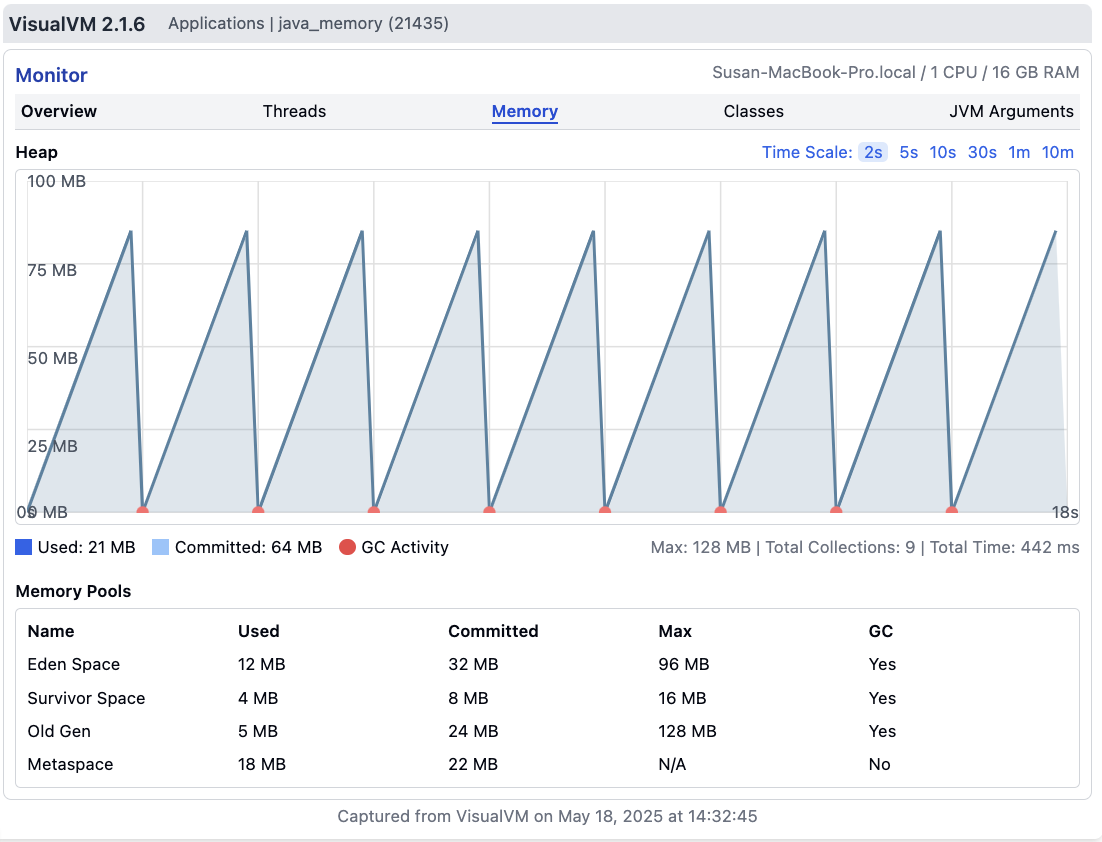 VisualVM 2.1.6 Applications | java_memory (21435)
Monitor Susan-MacBook-Pro.local / 1 CPU / 16 GB RAM
Overview Threads Memory Classes JVM Arguments
Heap Time Scale: 2s 5s 10s 30s 1m 10m
100 MB
75 MB
50 MB
25 MB
0 MB
0s 18s
Used: 21 MB Committed: 64 MB GC Activity Max: 128 MB | Total Collections: 9 | Total Time: 442 ms
Memory Pools
Name Used Committed Max GC
Eden Space 12 MB 32 MB 96 MB Yes
Survivor Space 4 MB 8 MB 16 MB Yes
Old Gen 5 MB 24 MB 128 MB Yes
Metaspace 18 MB 22 MB N/A No
Captured from VisualVM on May 18, 2025 at 14:32:45